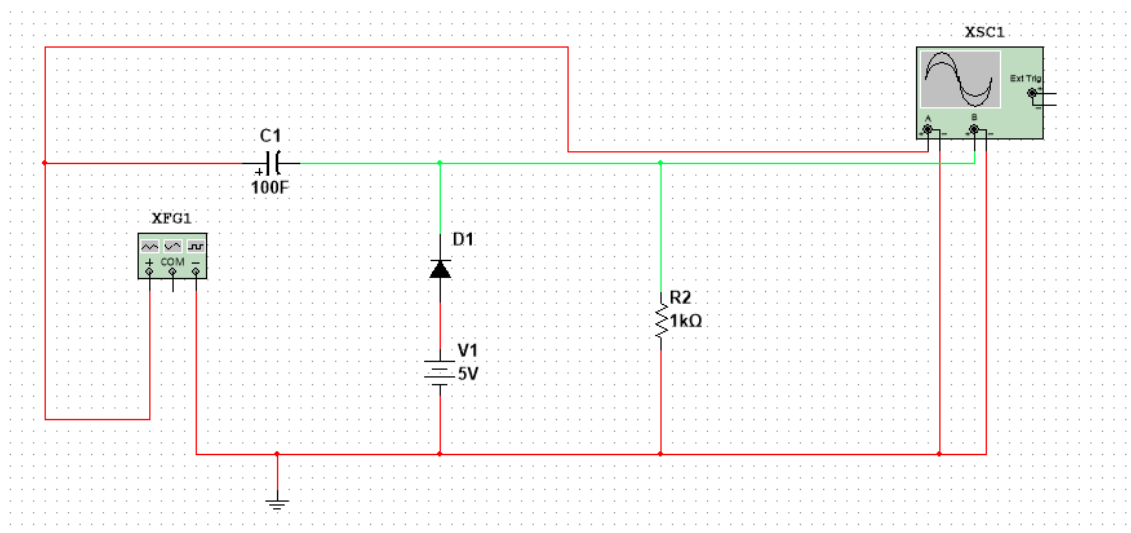 XSC1
Ext Trig
+
−
A
B
+ − + −
C1
+
100F
XFG1
+ COM −
D1
R2
1kΩ
V1
5V